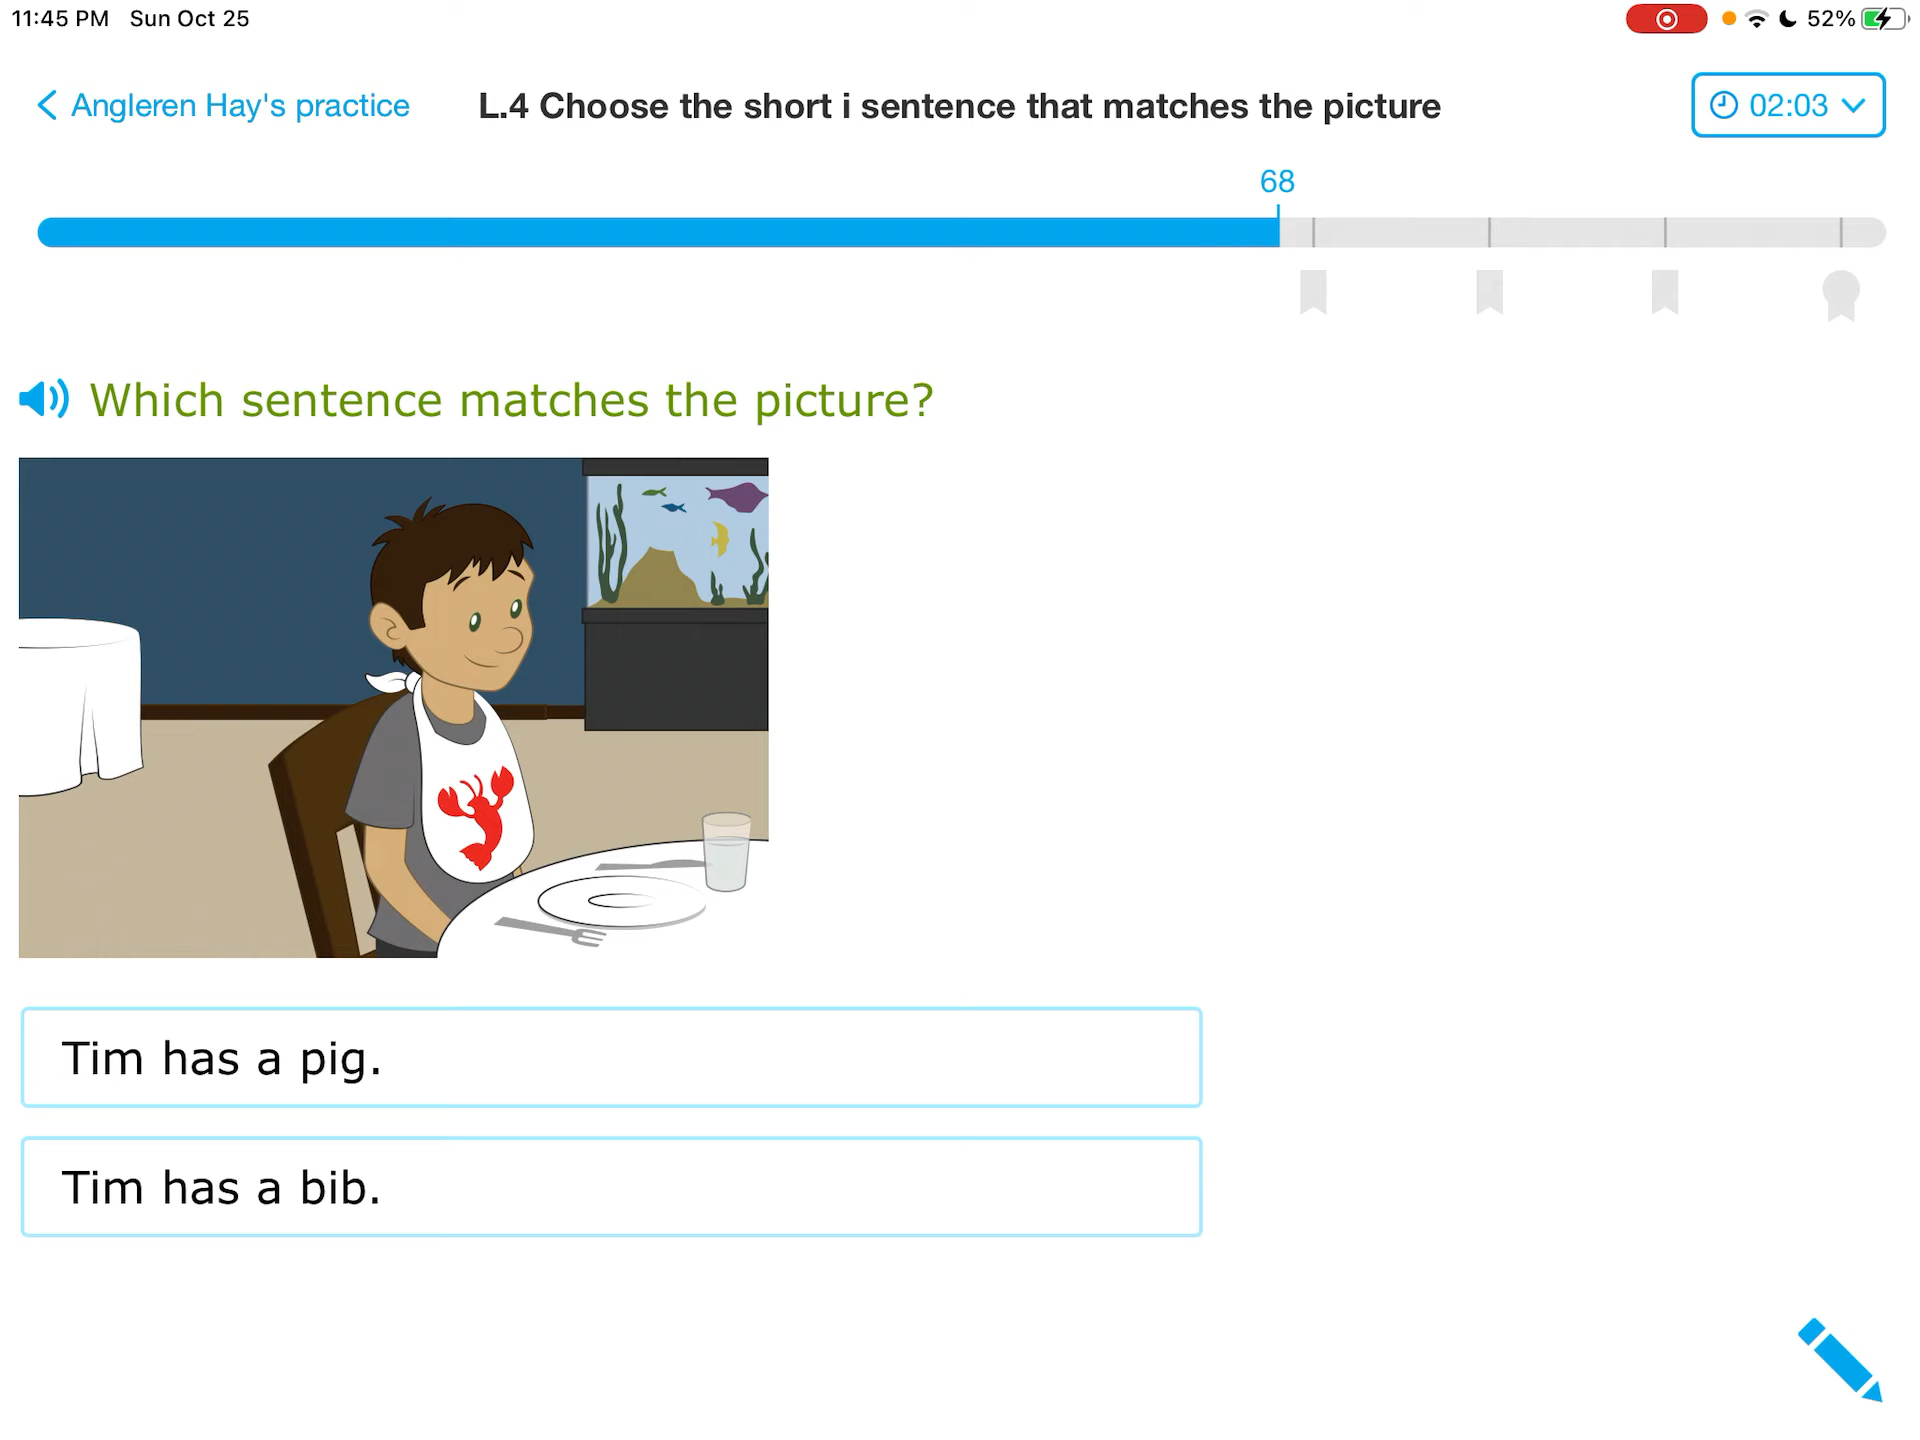 11:45 PM Sun Oct 25
52%
Angleren Hay's practice
L.4 Choose the short i sentence that matches the picture
02:03
68
Which sentence matches the picture?
Tim has a pig.
Tim has a bib.